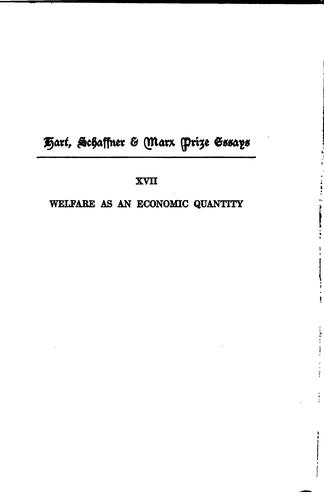 Hart, Schaffner & Marx Prize Essays
XVII
WELFARE AS AN ECONOMIC QUANTITY